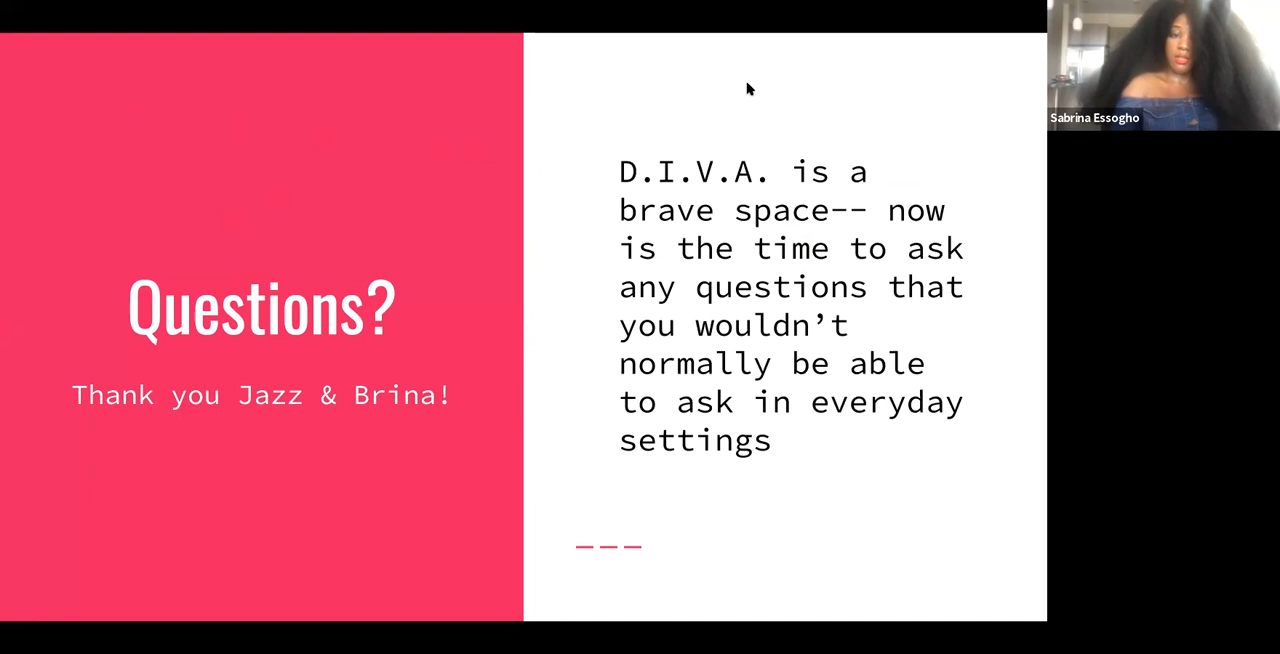 Questions?
Thank you Jazz & Brina!
D.I.V.A. is a
brave space-- now
is the time to ask
any questions that
you wouldn’t
normally be able
to ask in everyday
settings
Sabrina Essogho